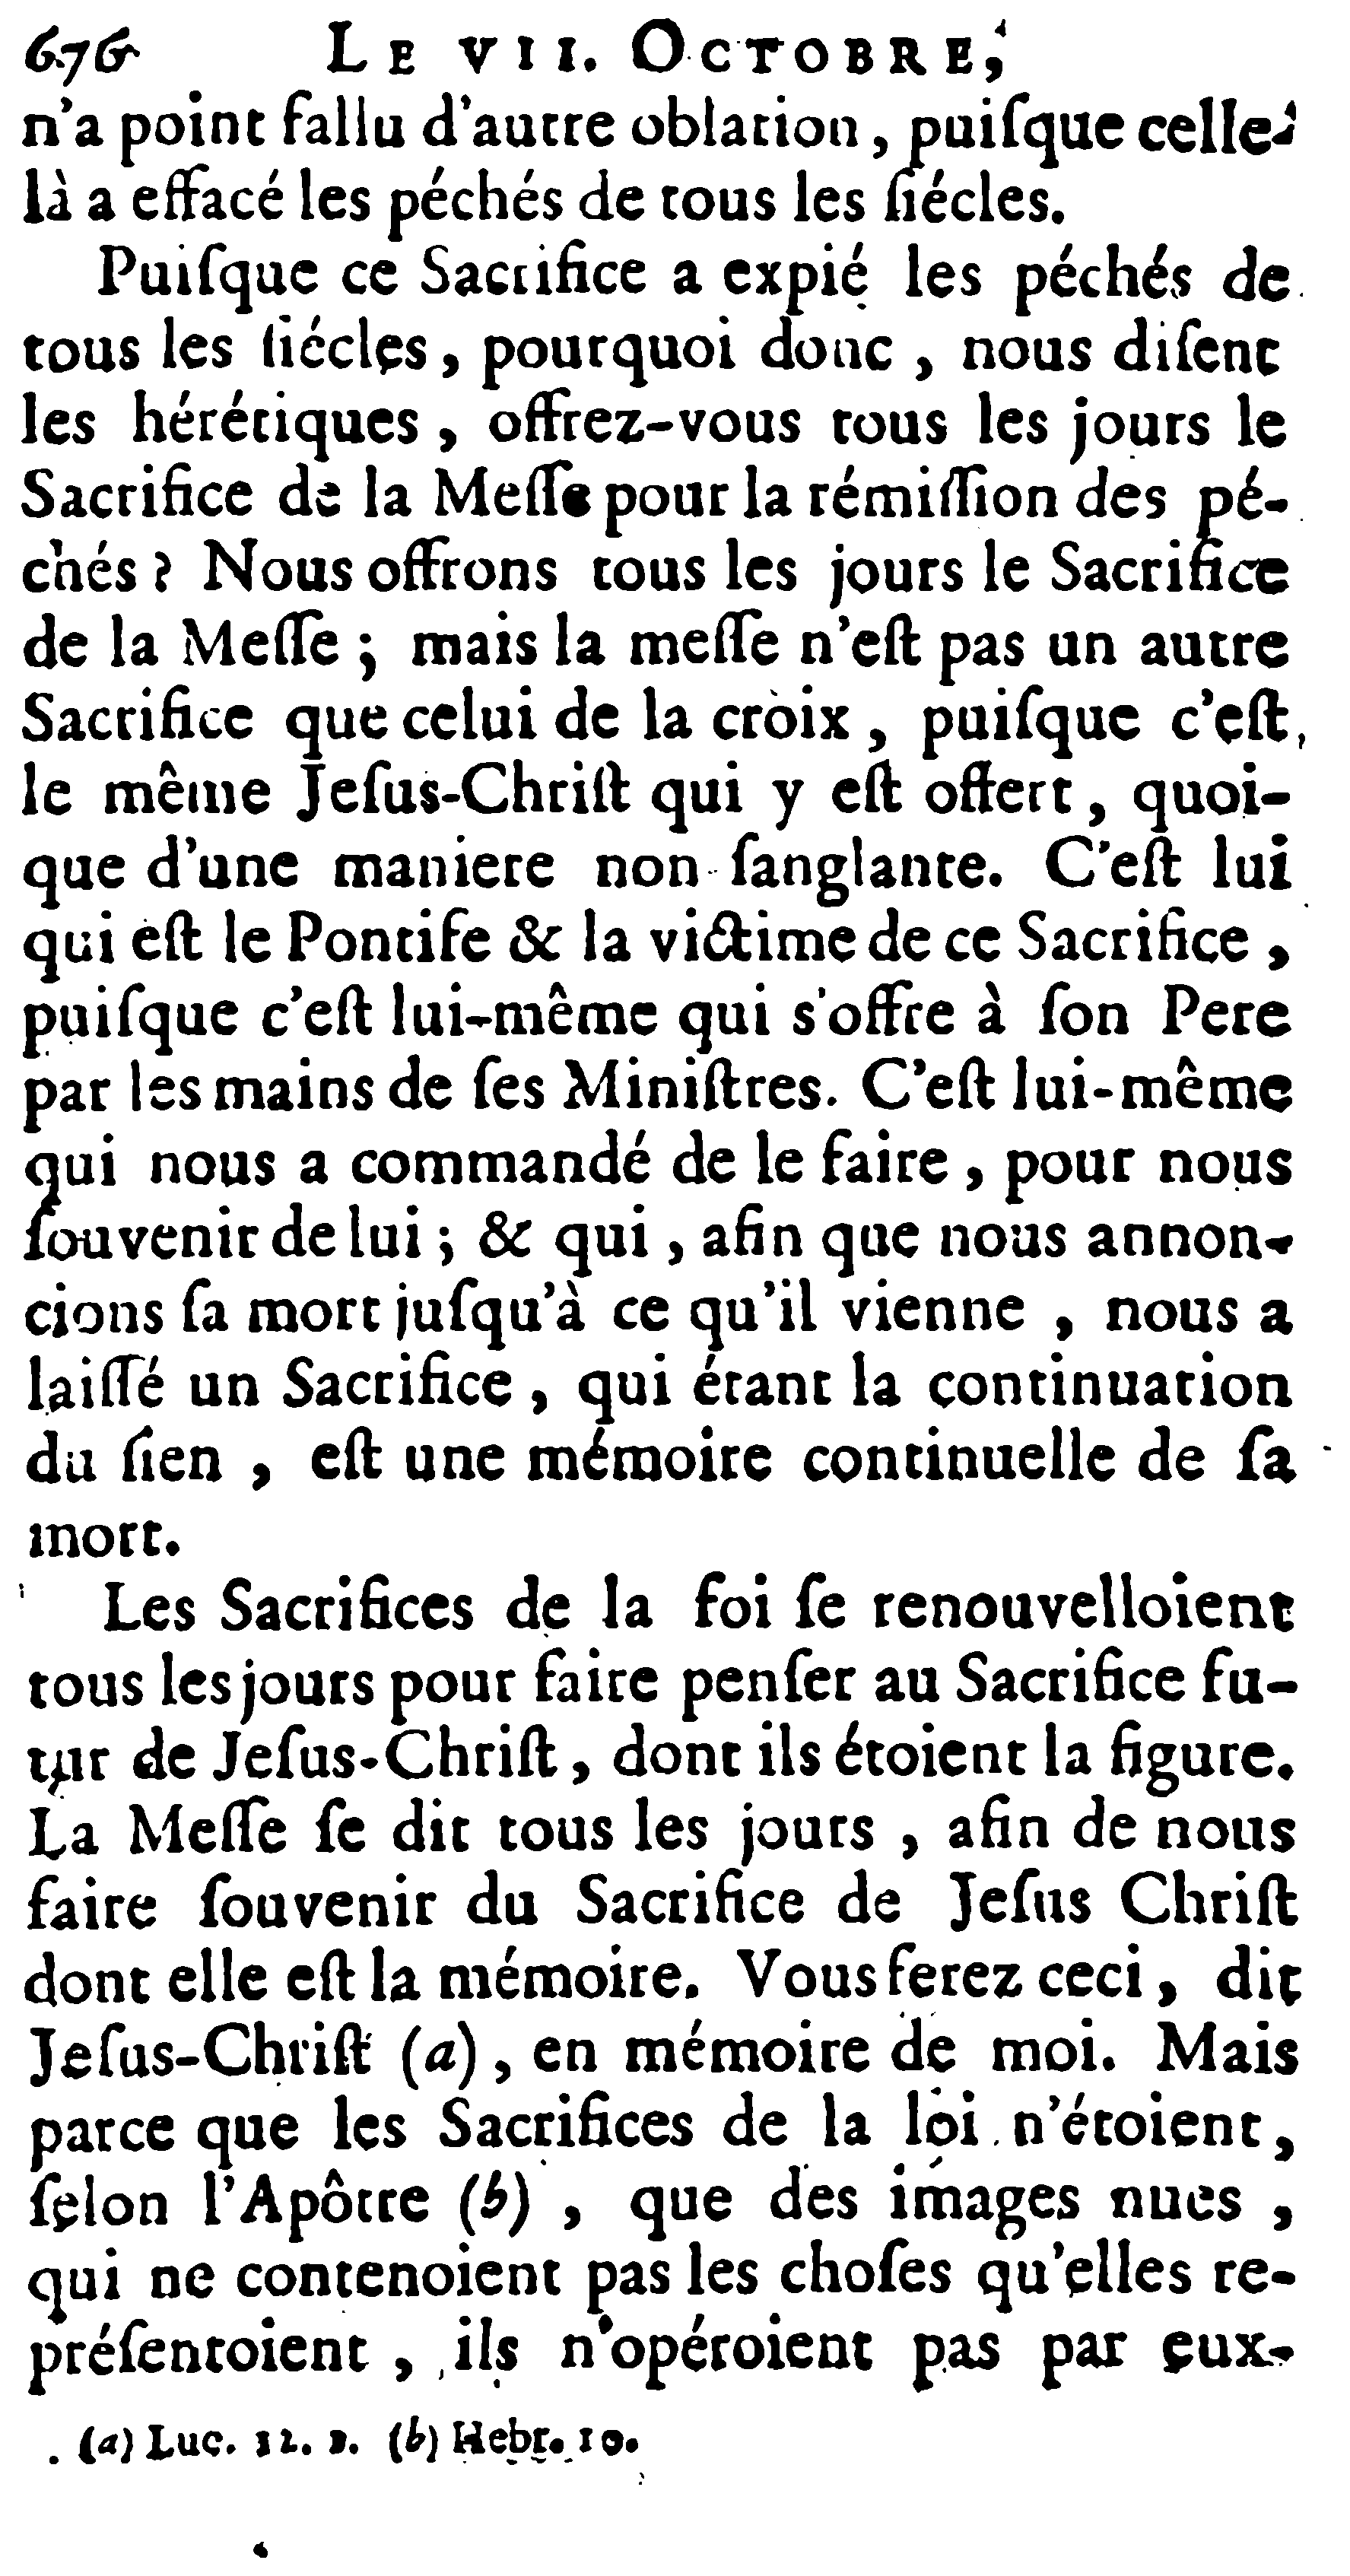 676 LE VII. OCTOBRE,
n'a point fallu d'autre oblation, puiſque celle-
là a effacé les péchés de tous les ſiécles.
Puiſque ce Sacrifice a expié les péchés de
tous les ſiécles, pourquoi donc, nous diſent
les hérétiques, offrez-vous tous les jours le
Sacrifice de la Meſſe pour la rémiſſion des pé-
chés ? Nous offrons tous les jours le Sacrifice
de la Meſſe ; mais la meſſe n'eſt pas un autre
Sacrifice que celui de la croix, puiſque c'eſt
le même Jeſus-Chriſt qui y eſt offert, quoi-
que d'une maniere non ſanglante. C'eſt lui
qui eſt le Pontife & la victime de ce Sacrifice,
puiſque c'eſt lui-même qui s'offre à ſon Pere
par les mains de ſes Miniſtres. C'eſt lui-même
qui nous a commandé de le faire, pour nous
ſouvenir de lui ; & qui, afin que nous annon-
cions ſa mort juſqu'à ce qu'il vienne, nous a
laiſſé un Sacrifice, qui étant la continuation
du ſien, eſt une mémoire continuelle de ſa
mort.
Les Sacrifices de la foi ſe renouvelloient
tous les jours pour faire penſer au Sacrifice fu-
tur de Jeſus-Chriſt, dont ils étoient la figure.
La Meſſe ſe dit tous les jours, afin de nous
faire ſouvenir du Sacrifice de Jeſus Chriſt
dont elle eſt la mémoire. Vous ferez ceci, dit
Jeſus-Chriſt (a), en mémoire de moi. Mais
parce que les Sacrifices de la loi n'étoient,
ſelon l'Apôtre (b), que des images nues,
qui ne contenoient pas les choſes qu'elles re-
préſentoient, ils n'opéroient pas par eux-
(a) Luc. (b) Hebr. 10.